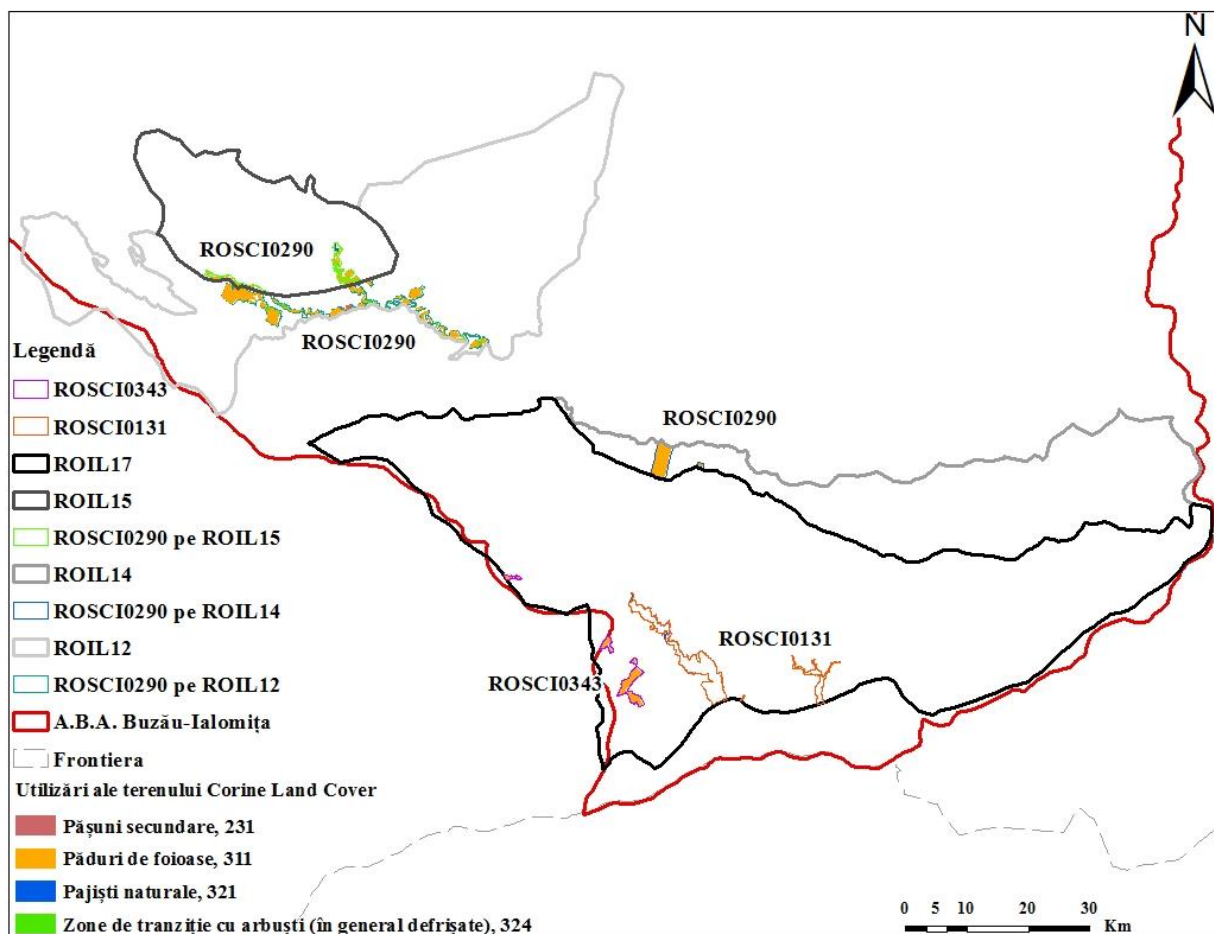 N
ROSCI0290
ROSCI0290
Legendă
ROSCI0343
ROSCI0131
ROIL17
ROIL15
ROSCI0290 pe ROIL15
ROIL14
ROSCI0290 pe ROIL14
ROIL12
ROSCI0290 pe ROIL12
A.B.A. Buzău-Ialomița
Frontiera
Utilizări ale terenului Corine Land Cover
Pășuni secundare, 231
Păduri de foioase, 311
Pajiști naturale, 321
Zone de tranziție cu arbuști (în general defrișate), 324
ROSCI0290
ROSCI0131
ROSCI0343
0 5 10 20 30
Km